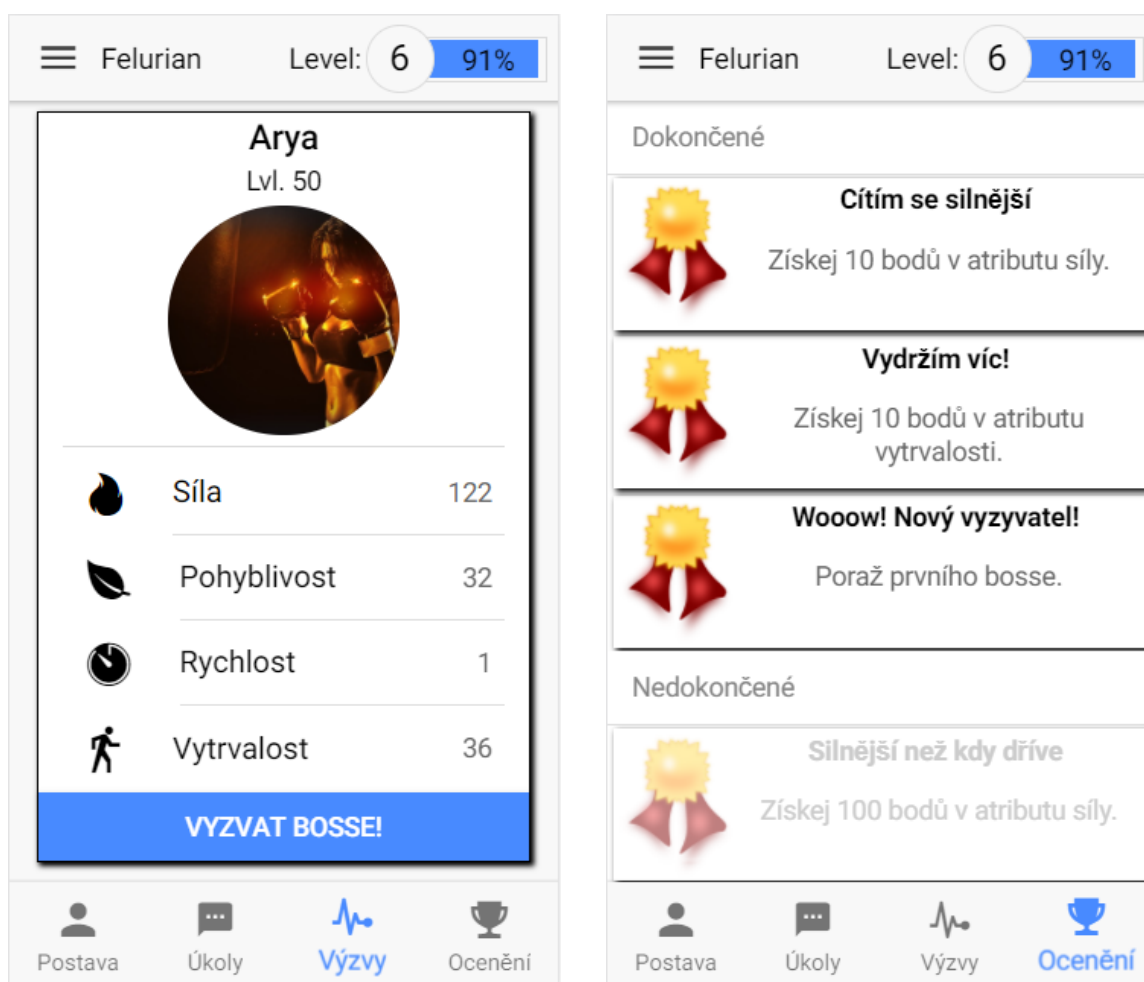 Felurian Level: 6 91%
Arya
Lvl. 50
Síla 122
Pohyblivost 32
Rychlost 1
Vytrvalost 36
VYZVAT BOSSE!
Postava Úkoly Výzvy Ocenění
Felurian Level: 6 91%
Dokončené
Cítím se silnější
Získej 10 bodů v atributu síly.
Vydržím víc!
Získej 10 bodů v atributu
vytrvalosti.
Wooow! Nový vyzyvatel!
Poraž prvního bosse.
Nedokončené
Silnější než kdy dříve
Získej 100 bodů v atributu síly.
Postava Úkoly Výzvy Ocenění